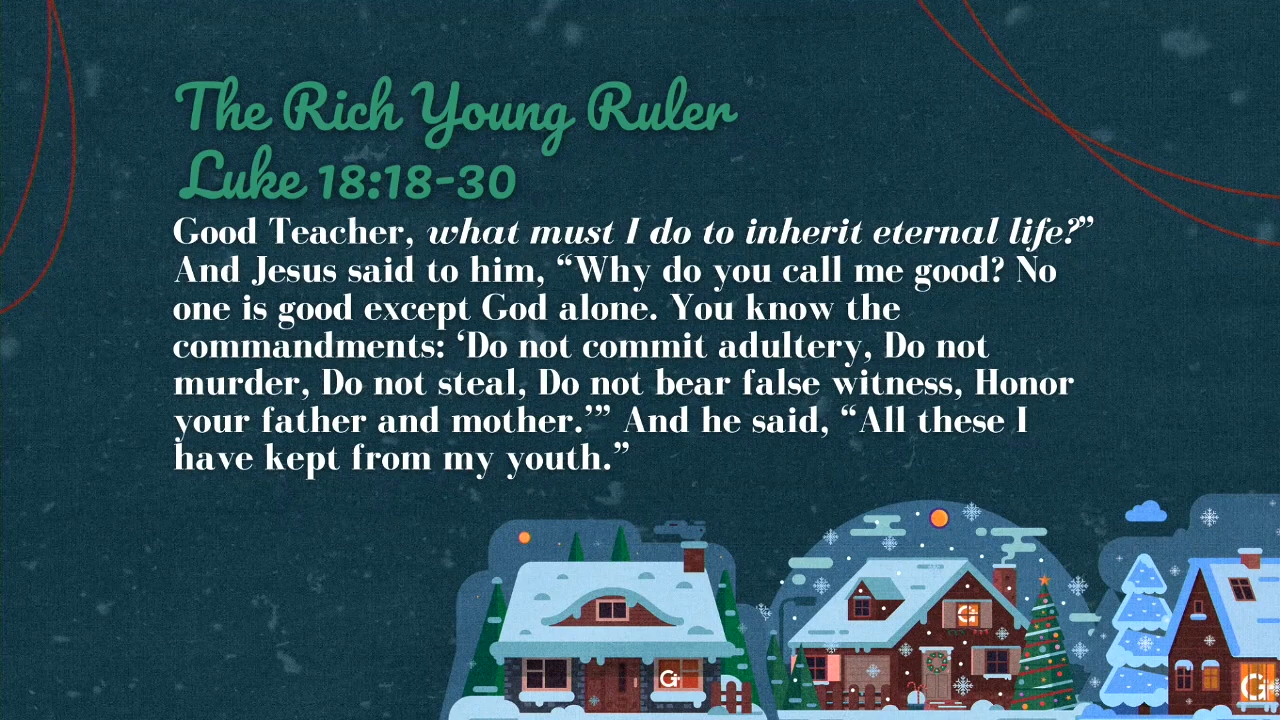 The Rich Young Ruler
Luke 18:18-30
Good Teacher, what must I do to inherit eternal life?”
And Jesus said to him, “Why do you call me good? No
one is good except God alone. You know the
commandments: ‘Do not commit adultery, Do not
murder, Do not steal, Do not bear false witness, Honor
your father and mother.’” And he said, “All these I
have kept from my youth.”